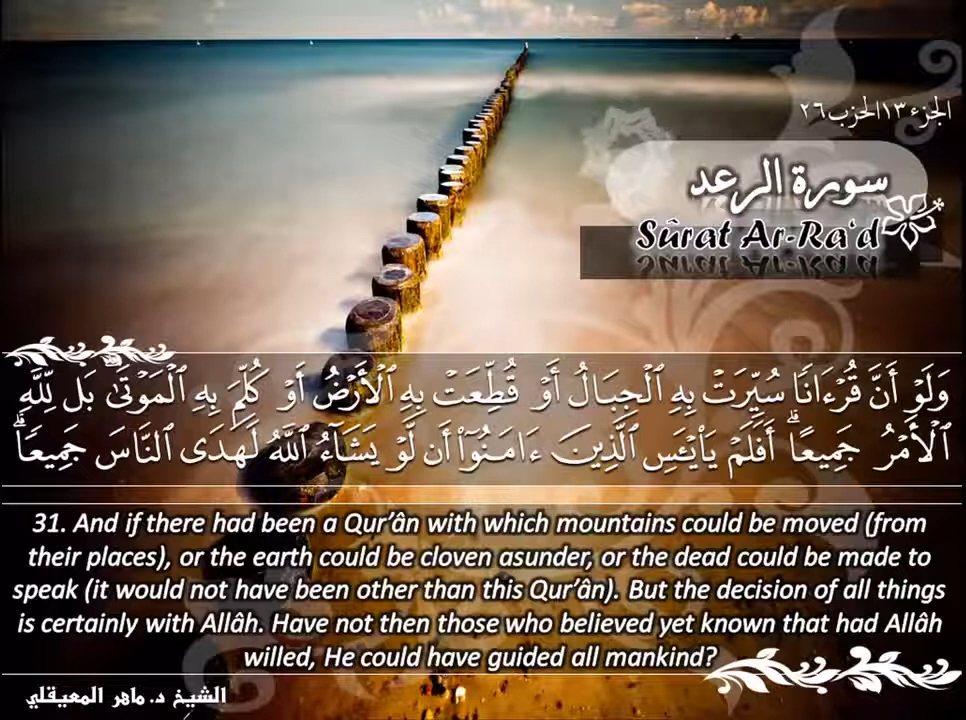 الجزء ١٣ الحزب ٢٦
سورة الرعد
Sûrat Ar-Ra'd
وَلَوْ أَنَّ قُرْءَانًا سُيِّرَتْ بِهِ ٱلْجِبَالُ أَوْ قُطِّعَتْ بِهِ ٱلْأَرْضُ أَوْ كُلِّمَ بِهِ ٱلْمَوْتَىٰ ۗ بَل لِّلَّهِ
ٱلْأَمْرُ جَمِيعًا ۗ أَفَلَمْ يَا۟يْـَٔسِ ٱلَّذِينَ ءَامَنُوٓا۟ أَن لَّوْ يَشَآءُ ٱللَّهُ لَهَدَى ٱلنَّاسَ جَمِيعًا ۗ
31. And if there had been a Qur’ân with which mountains could be moved (from
their places), or the earth could be cloven asunder, or the dead could be made to
speak (it would not have been other than this Qur’ân). But the decision of all things
is certainly with Allâh. Have not then those who believed yet known that had Allâh
willed, He could have guided all mankind?
الشيخ د. ماهر المعيقلي